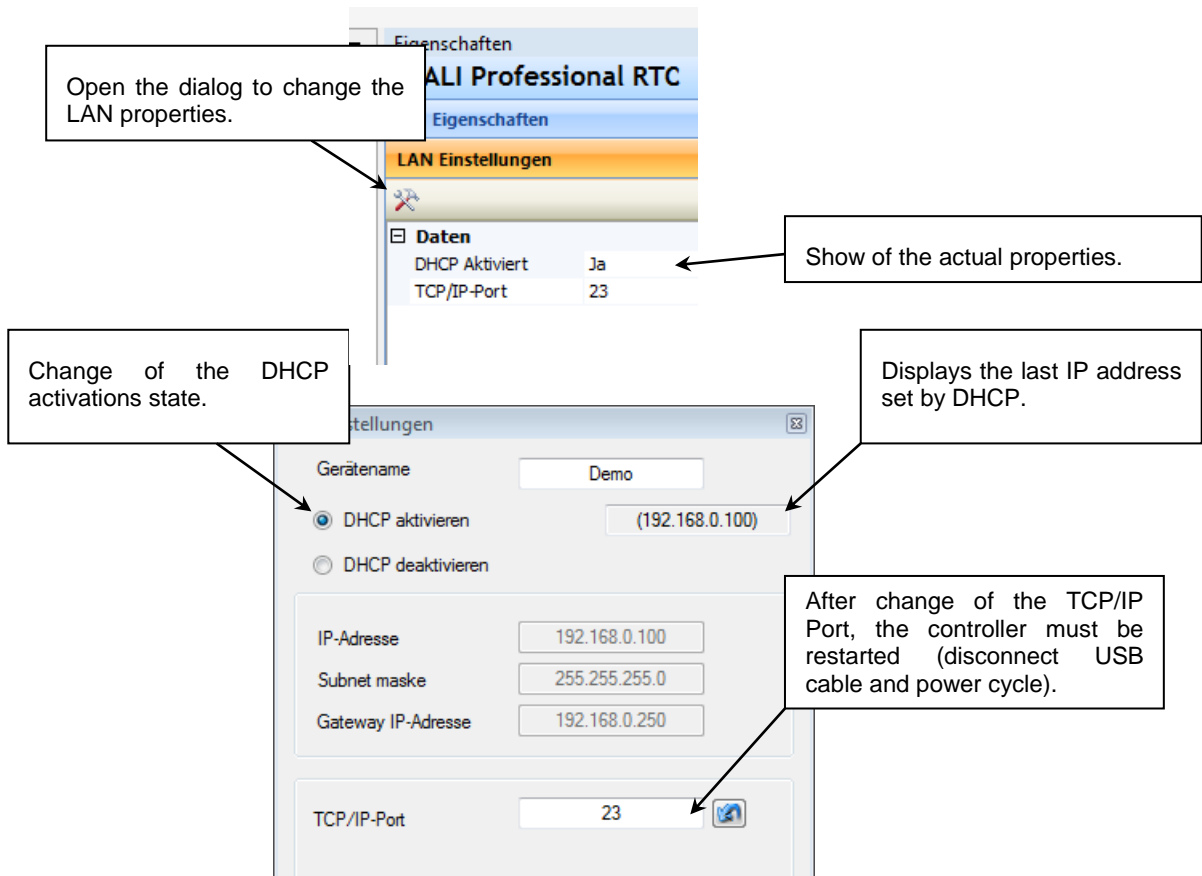 Eigenschaften
Open the dialog to change the
LAN properties.
ALI Professional RTC
Eigenschaften
LAN Einstellungen
Daten
DHCP Aktiviert Ja
TCP/IP-Port 23
Show of the actual properties.
Change of the DHCP
activations state.
Displays the last IP address
set by DHCP.
stellungen
Gerätename Demo
DHCP aktivieren (192.168.0.100)
DHCP deaktivieren
After change of the TCP/IP
Port, the controller must be
restarted (disconnect USB
cable and power cycle).
IP-Adresse 192.168.0.100
Subnet maske 255.255.255.0
Gateway IP-Adresse 192.168.0.250
TCP/IP-Port 23